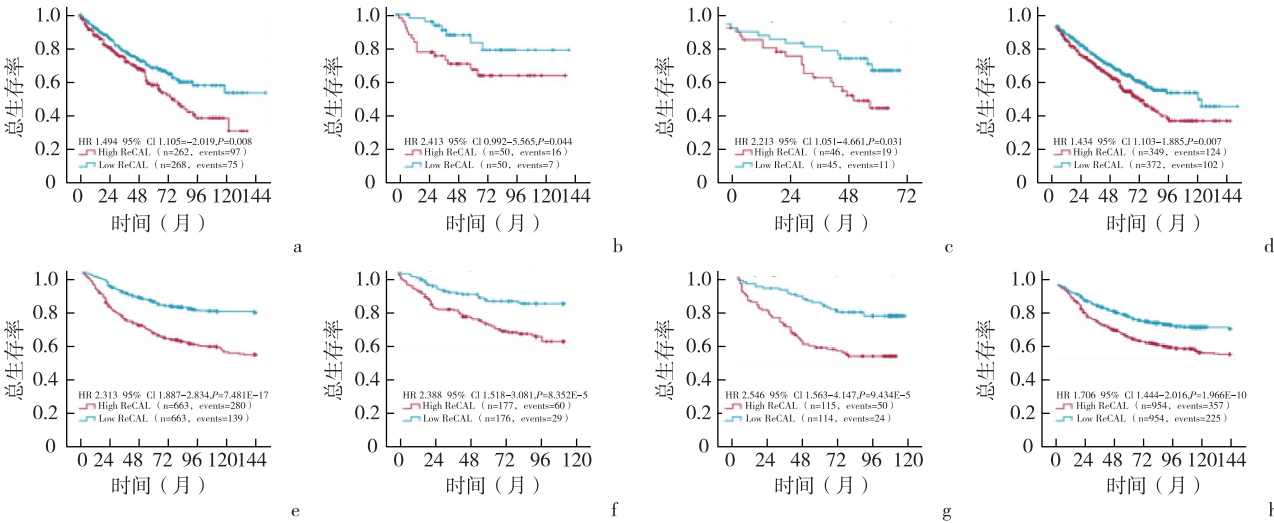 1.0
0.8
0.6
0.4
0.2
0
总生存率
HR 1.494 95% CI 1.105=-2.019,P=0.008
High ReCAL (n=262, events=97)
Low ReCAL (n=268, events=75)
0 24 48 72 96 120144
时间（月）
a
1.0
0.8
0.6
0.4
0.2
0
总生存率
HR 2.413 95% CI 0.992-5.565,P=0.044
High ReCAL (n=50, events=16)
Low ReCAL (n=50, events=7)
0 24 48 72 96 120 144
时间（月）
b
1.0
0.8
0.6
0.4
0.2
0
总生存率
HR 2.213 95% CI 1.051-4.661,P=0.031
High ReCAL (n=46, events=19)
Low ReCAL (n=45, events=11)
0 24 48 72
时间（月）
c
1.0
0.8
0.6
0.4
0.2
0
总生存率
HR 1.434 95% CI 1.103-1.885,P=0.007
High ReCAL (n=349, events=124)
Low ReCAL (n=372, events=102)
0 24 48 72 96 120144
时间（月）
d
1.0
0.8
0.6
0.4
0.2
0
总生存率
HR 2.313 95% CI 1.887-2.834,P=7.481E-17
High ReCAL (n=663, events=280)
Low ReCAL (n=663, events=139)
0 24 48 72 96 120144
时间（月）
e
1.0
0.8
0.6
0.4
0.2
0
总生存率
HR 2.388 95% CI 1.518-3.081,P=8.352E-5
High ReCAL (n=177, events=60)
Low ReCAL (n=176, events=29)
0 24 48 72 96 120
时间（月）
f
1.0
0.8
0.6
0.4
0.2
0
总生存率
HR 2.546 95% CI 1.563-4.147,P=9.434E-5
High ReCAL (n=115, events=50)
Low ReCAL (n=114, events=24)
0 24 48 72 96 120
时间（月）
g
1.0
0.8
0.6
0.4
0.2
0
总生存率
HR 1.706 95% CI 1.444-2.016,P=1.966E-10
High ReCAL (n=954, events=357)
Low ReCAL (n=954, events=225)
0 24 48 72 96 120144
时间（月）
h